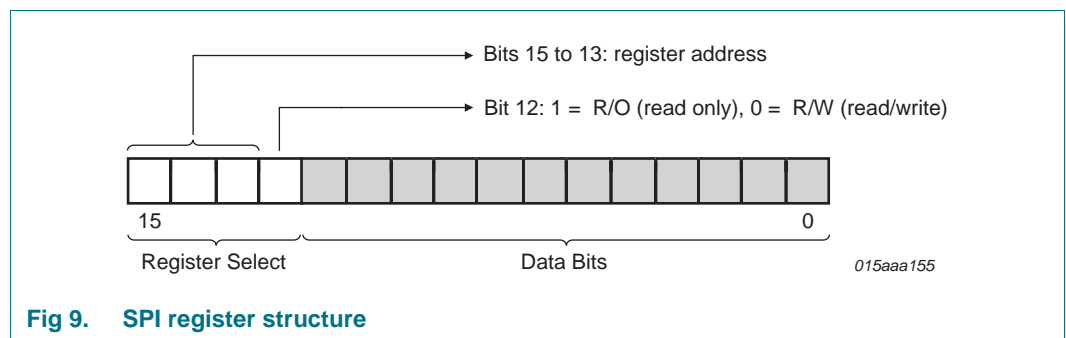 Bits 15 to 13: register address
Bit 12: 1 = R/O (read only), 0 = R/W (read/write)
15
0
Register Select
Data Bits
015aaa155
Fig 9. SPI register structure